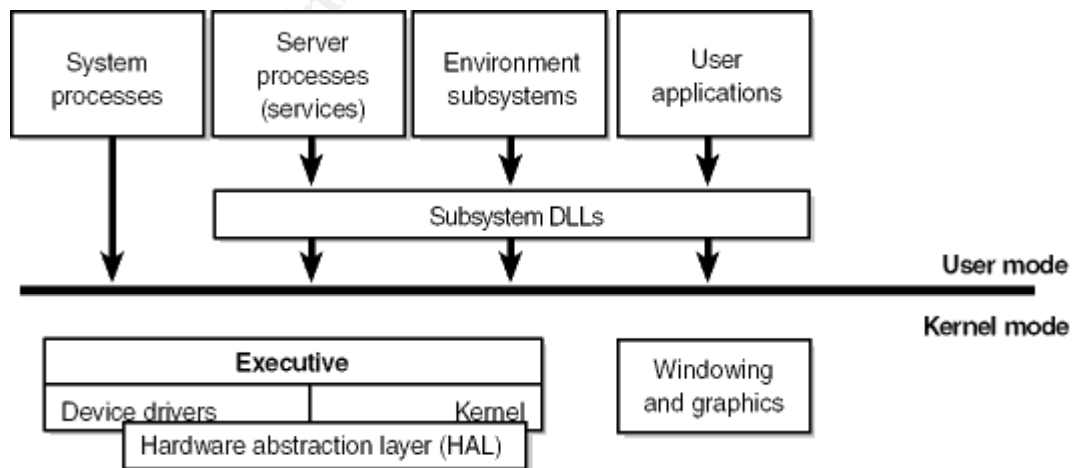 System
processes
Server
processes
(services)
Environment
subsystems
User
applications
Subsystem DLLs
User mode
Kernel mode
Executive
Device drivers
Kernel
Hardware abstraction layer (HAL)
Windowing
and graphics